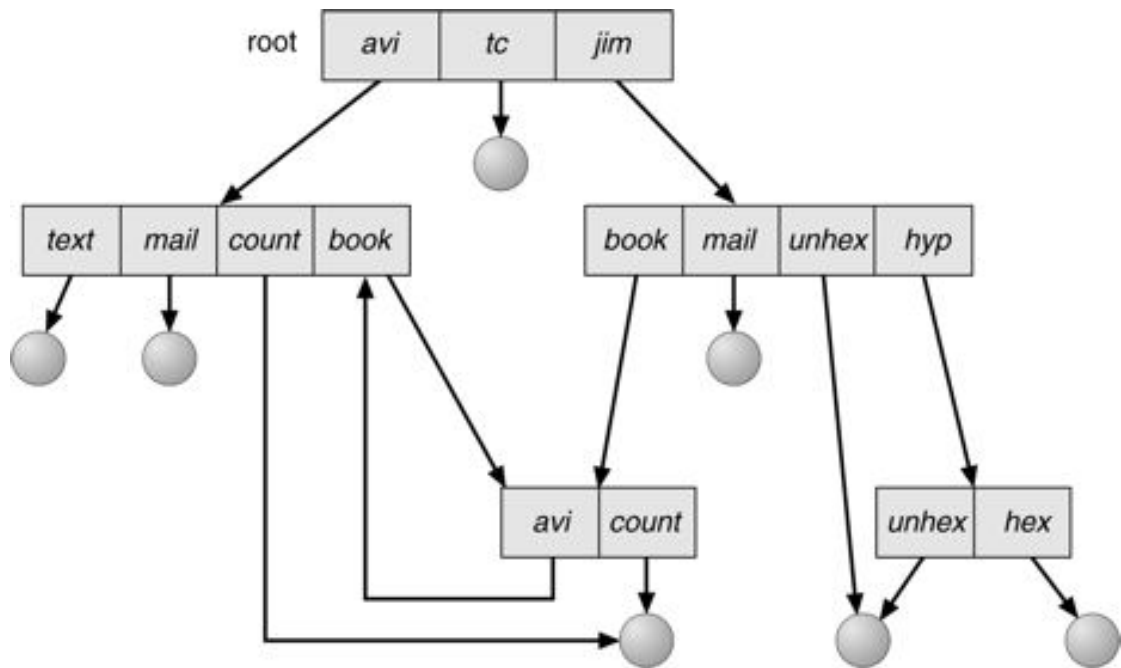 root avi tc jim
text mail count book book mail unhex hyp
avi count unhex hex